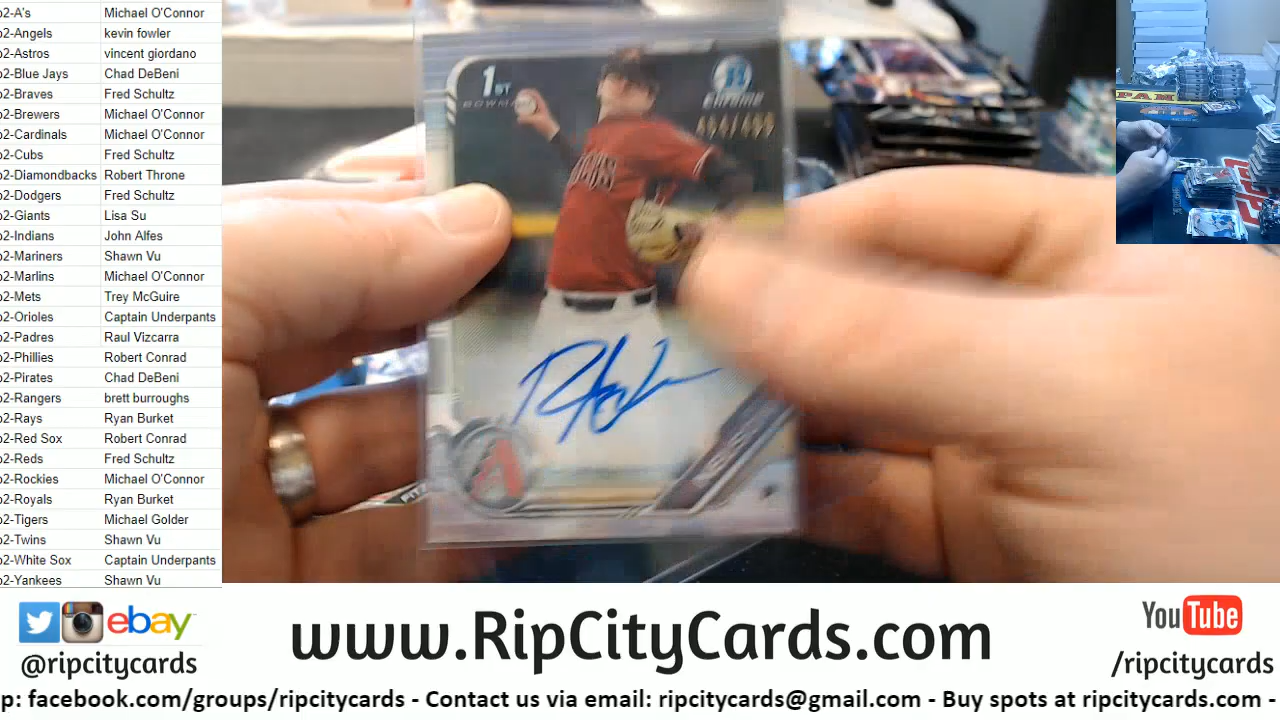 o2-A's Michael O'Connor
o2-Angels kevin fowler
o2-Astros vincent giordano
o2-Blue Jays Chad DeBeni
o2-Braves Fred Schultz
o2-Brewers Michael O'Connor
o2-Cardinals Michael O'Connor
o2-Cubs Fred Schultz
o2-Diamondbacks Robert Throne
o2-Dodgers Fred Schultz
o2-Giants Lisa Su
o2-Indians John Alfes
o2-Mariners Shawn Vu
o2-Marlins Michael O'Connor
o2-Mets Trey McGuire
o2-Orioles Captain Underpants
o2-Padres Raul Vizcarra
o2-Phillies Robert Conrad
o2-Pirates Chad DeBeni
o2-Rangers brett burroughs
o2-Rays Ryan Burket
o2-Red Sox Robert Conrad
o2-Reds Fred Schultz
o2-Rockies Michael O'Connor
o2-Royals Ryan Burket
o2-Tigers Michael Golder
o2-Twins Shawn Vu
o2-White Sox Captain Underpants
o2-Yankees Shawn Vu
1ST
BOWMAN
CHROME
ebay
@ripcitycards
www.RipCityCards.com
YouTube
/ripcitycards
p: facebook.com/groups/ripcitycards - Contact us via email: ripcitycards@gmail.com - Buy spots at ripcitycards.com -